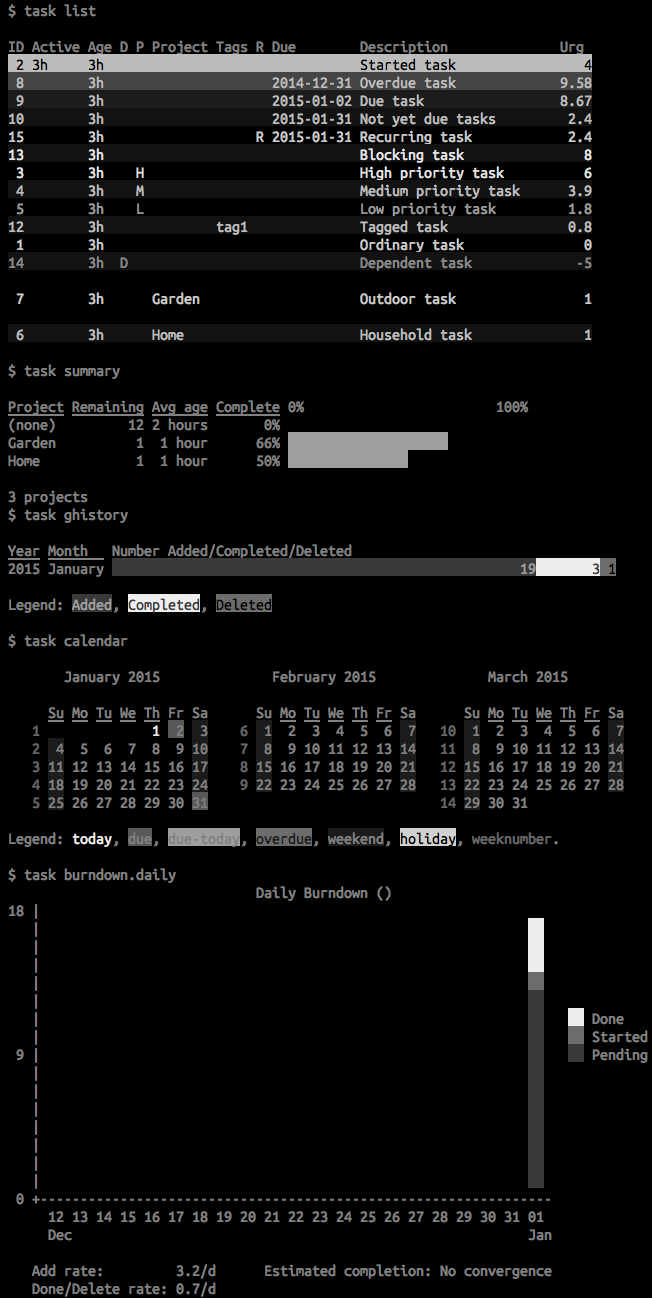 $ task list
ID Active Age D P Project Tags R Due Description Urg
2 3h 3h Started task 4
8 3h 2014-12-31 Overdue task 9.58
9 3h 2015-01-02 Due task 8.67
10 3h 2015-01-31 Not yet due tasks 2.4
15 3h R 2015-01-31 Recurring task 2.4
13 3h Blocking task 8
3 3h H High priority task 6
4 3h M Medium priority task 3.9
5 3h L Low priority task 1.8
12 3h tag1 Tagged task 0.8
1 3h Ordinary task 0
14 3h D Dependent task -5
7 3h Garden Outdoor task 1
6 3h Home Household task 1
$ task summary
Project Remaining Avg age Complete 0% 100%
(none) 12 2 hours 0%
Garden 1 1 hour 66%
Home 1 1 hour 50%
3 projects
$ task ghistory
Year Month Number Added/Completed/Deleted
2015 January 19 3 1
Legend: Added, Completed, Deleted
$ task calendar
January 2015 February 2015 March 2015
Su Mo Tu We Th Fr Sa Su Mo Tu We Th Fr Sa Su Mo Tu We Th Fr Sa
1 1 2 3 6 1 2 3 4 5 6 7 10 1 2 3 4 5 6 7
2 4 5 6 7 8 9 10 7 8 9 10 11 12 13 14 11 8 9 10 11 12 13 14
3 11 12 13 14 15 16 17 8 15 16 17 18 19 20 21 12 15 16 17 18 19 20 21
4 18 19 20 21 22 23 24 9 22 23 24 25 26 27 28 13 22 23 24 25 26 27 28
5 25 26 27 28 29 30 31 14 29 30 31
Legend: today, due, due-today, overdue, weekend, holiday, weeknumber.
$ task burndown.daily
Daily Burndown ()
18
Done
Started
9 Pending
0
12 13 14 15 16 17 18 19 20 21 22 23 24 25 26 27 28 29 30 31 01
Dec Jan
Add rate: 3.2/d Estimated completion: No convergence
Done/Delete rate: 0.7/d